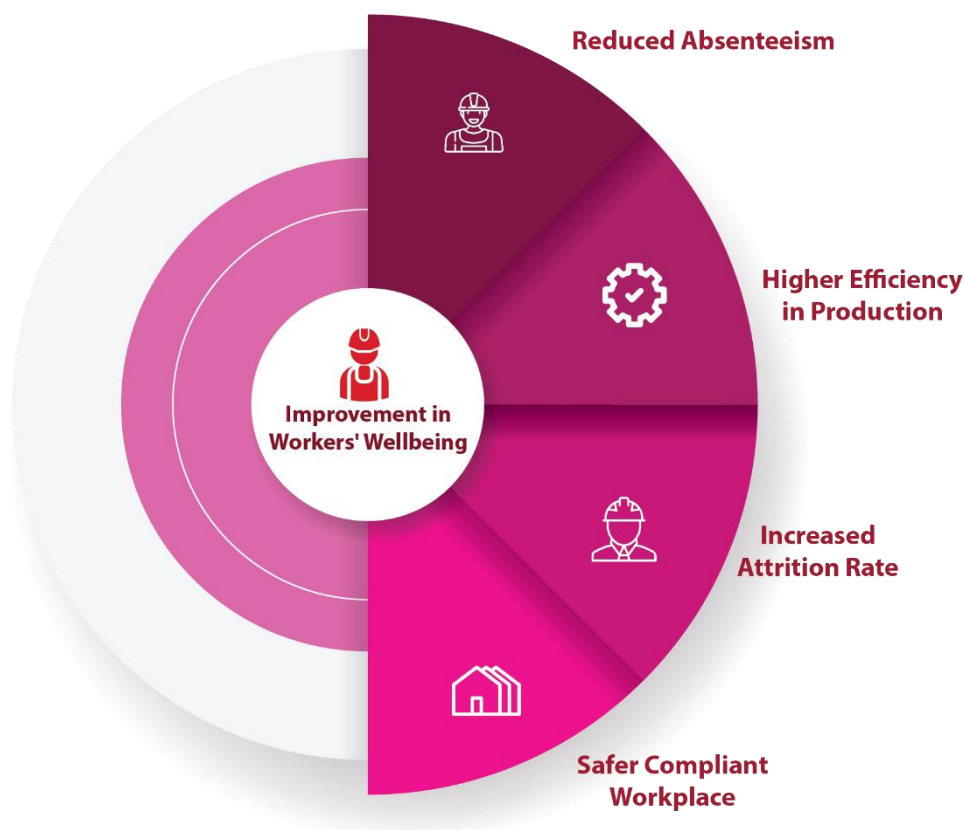 Reduced Absenteeism
Higher Efficiency
in Production
Improvement in
Workers' Wellbeing
Increased
Attrition Rate
Safer Compliant
Workplace